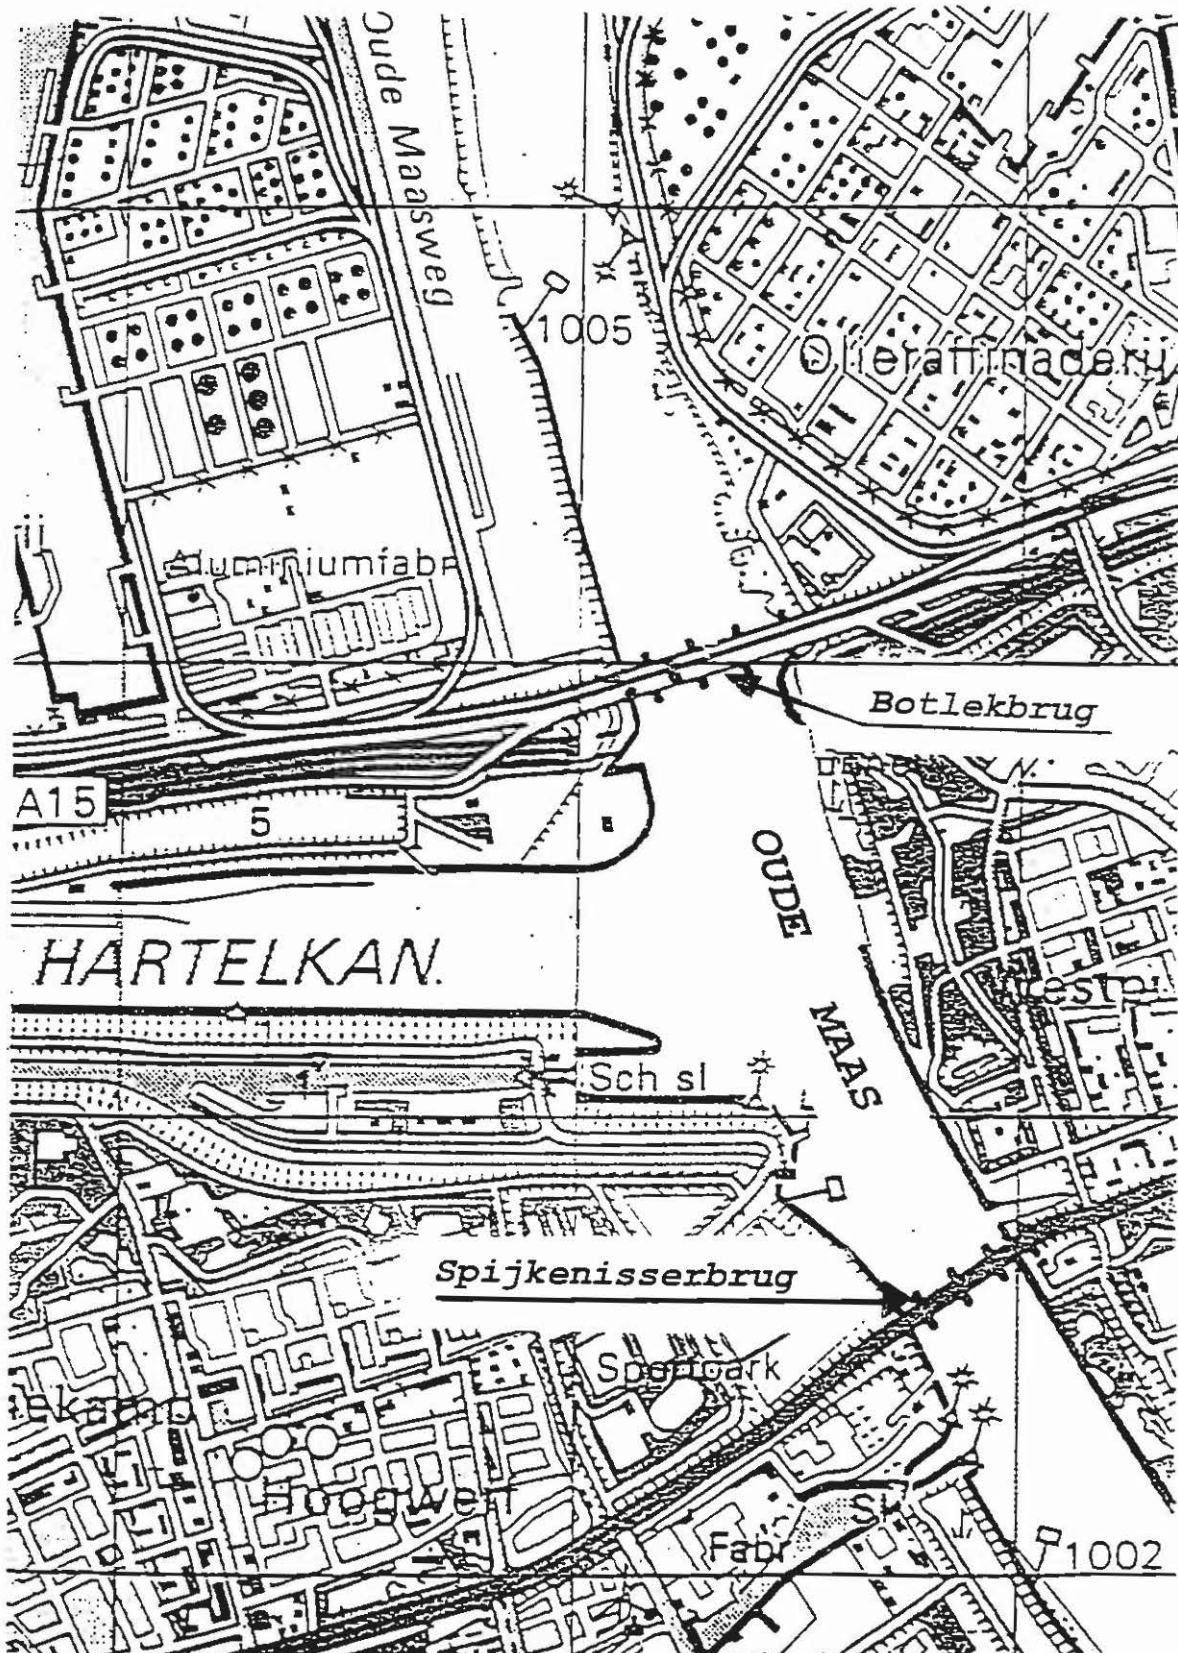 Oude Maasweg
1005
Olieraffinaderij
Aluminiumfabr
Botlekbrug
A15
5
OUDE MAAS
HARTELKAN.
Sch sl
Spijkenisserbrug
Sportpark
Hoogwerf
Fabr
1002